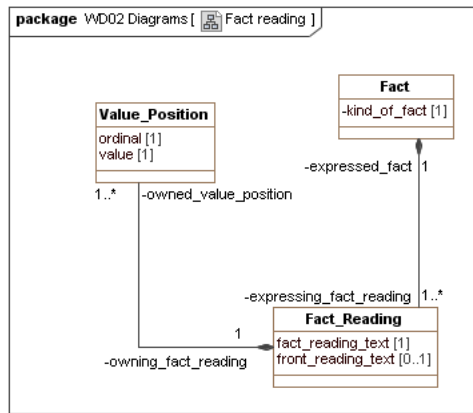 package WD02 Diagrams [ Fact reading ]
Fact
-kind_of_fact [1]
Value_Position
ordinal [1]
value [1]
-expressed_fact 1
1..* -owned_value_position
-expressing_fact_reading 1..*
1
-owning_fact_reading
Fact_Reading
fact_reading_text [1]
front_reading_text [0..1]